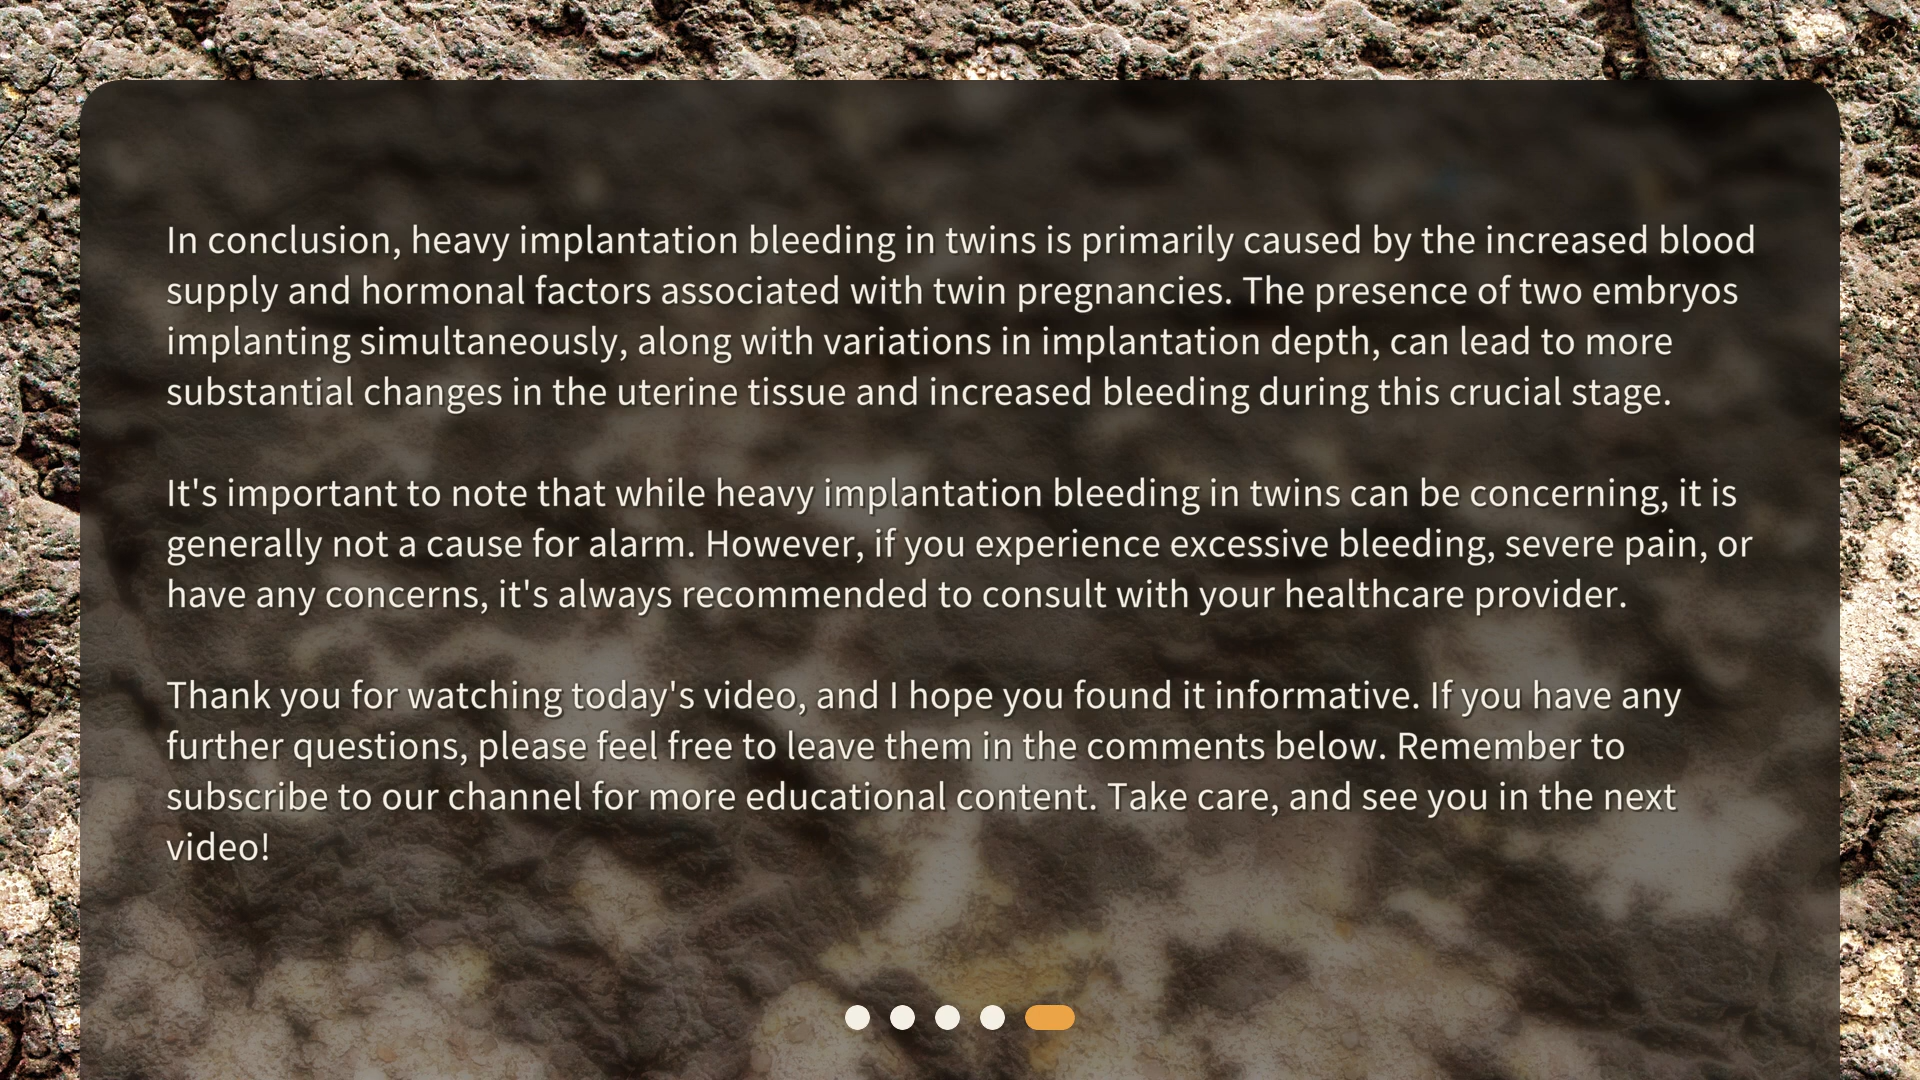 In conclusion, heavy implantation bleeding in twins is primarily caused by the increased blood
supply and hormonal factors associated with twin pregnancies. The presence of two embryos
implanting simultaneously, along with variations in implantation depth, can lead to more
substantial changes in the uterine tissue and increased bleeding during this crucial stage.
It's important to note that while heavy implantation bleeding in twins can be concerning, it is
generally not a cause for alarm. However, if you experience excessive bleeding, severe pain, or
have any concerns, it's always recommended to consult with your healthcare provider.
Thank you for watching today's video, and I hope you found it informative. If you have any
further questions, please feel free to leave them in the comments below. Remember to
subscribe to our channel for more educational content. Take care, and see you in the next
video!